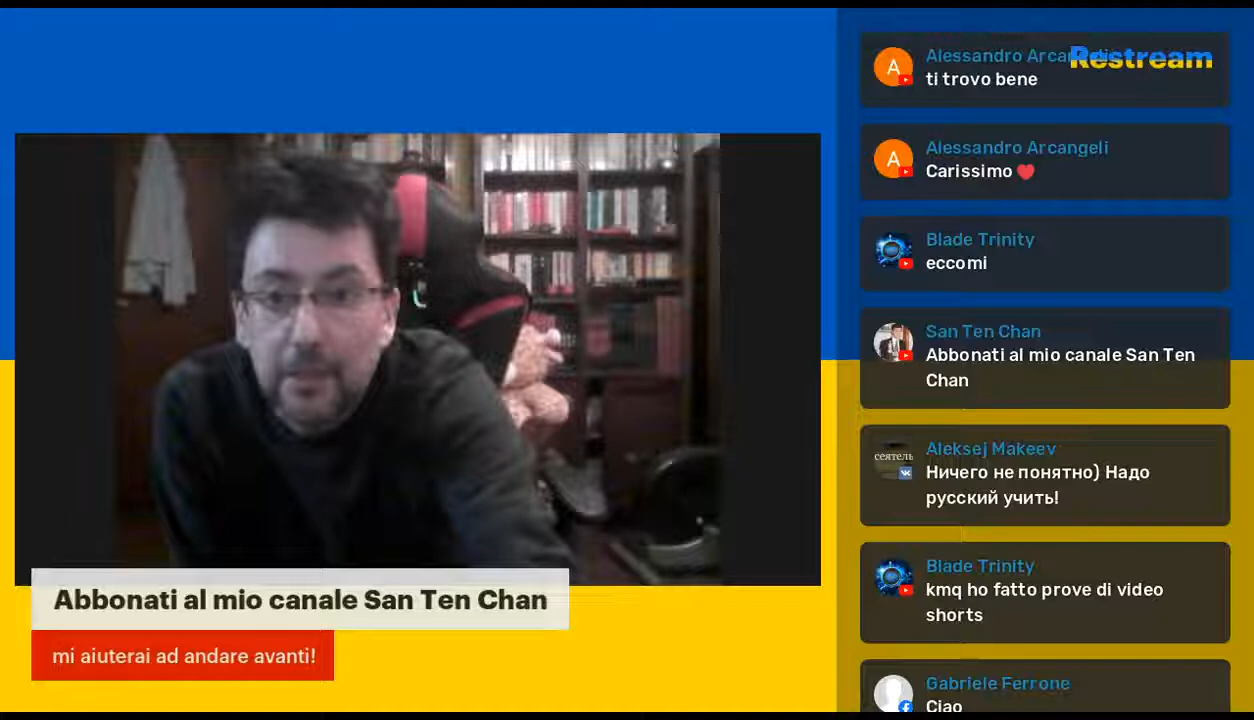 Abbonati al mio canale San Ten Chan
mi aiuterai ad andare avanti!
Restream
Alessandro
ti trovo bene
Alessandro Arcangeli
Carissimo ❤️
Blade Trinity
eccomi
San Ten Chan
Abbonati al mio canale San Ten
Chan
сеятель
Aleksej Makeev
Ничего не понятно) Надо
русский учить!
Blade Trinity
kmq ho fatto prove di video
shorts
Gabriele Ferrone
Ciao